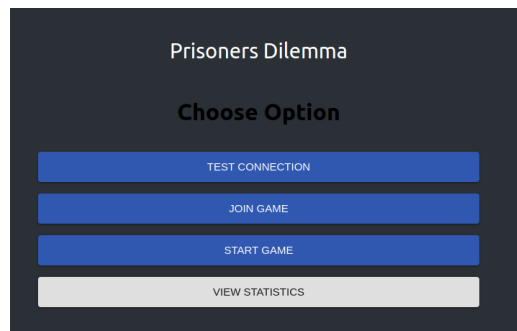 Prisoners Dilemma
Choose Option
TEST CONNECTION
JOIN GAME
START GAME
VIEW STATISTICS